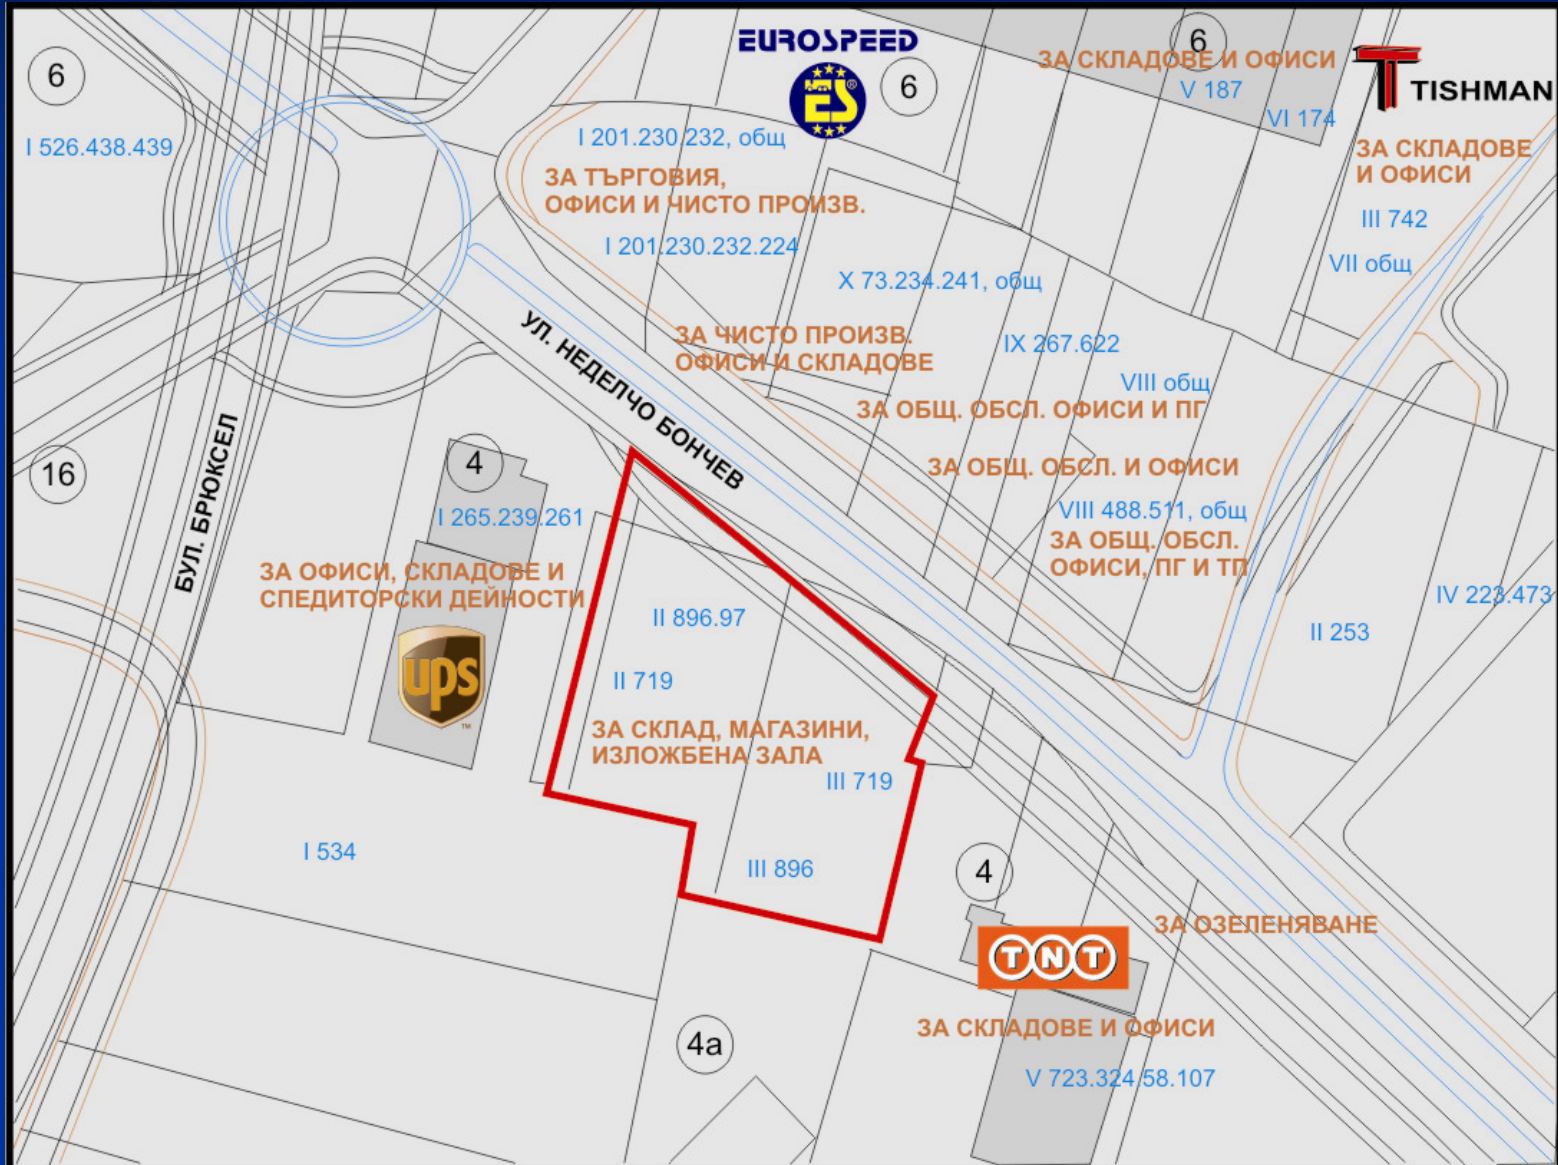 EUROSPEED
ES®
6
6
6
ЗА СКЛАДОВЕ И ОФИСИ
V 187
VI 174
TISHMAN
I 526.438.439
I 201.230.232, общ
ЗА ТЪРГОВИЯ,
ОФИСИ И ЧИСТО ПРОИЗВ.
I 201.230.232.224
ЗА СКЛАДОВЕ
И ОФИСИ
III 742
VII общ
X 73.234.241, общ
УЛ. НЕДЕЛЧО БОНЧЕВ
ЗА ЧИСТО ПРОИЗВ.
ОФИСИ И СКЛАДОВЕ
IX 267.622
VIII общ
ЗА ОБЩ. ОБСЛ. ОФИСИ И ПГ
ЗА ОБЩ. ОБСЛ. И ОФИСИ
VIII 488.511, общ
ЗА ОБЩ. ОБСЛ.
ОФИСИ, ПГ И ТП
16
БУЛ. БРЮКСЕЛ
4
I 265.239.261
ЗА ОФИСИ, СКЛАДОВЕ И
СПЕДИТОРСКИ ДЕЙНОСТИ
ups
TM
II 896.97
II 719
ЗА СКЛАД, МАГАЗИНИ,
ИЗЛОЖБЕНА ЗАЛА
III 719
III 896
II 253
IV 223.473
I 534
4
TNT
ЗА ОЗЕЛЕНЯВАНЕ
ЗА СКЛАДОВЕ И ОФИСИ
4а
V 723.324.58.107